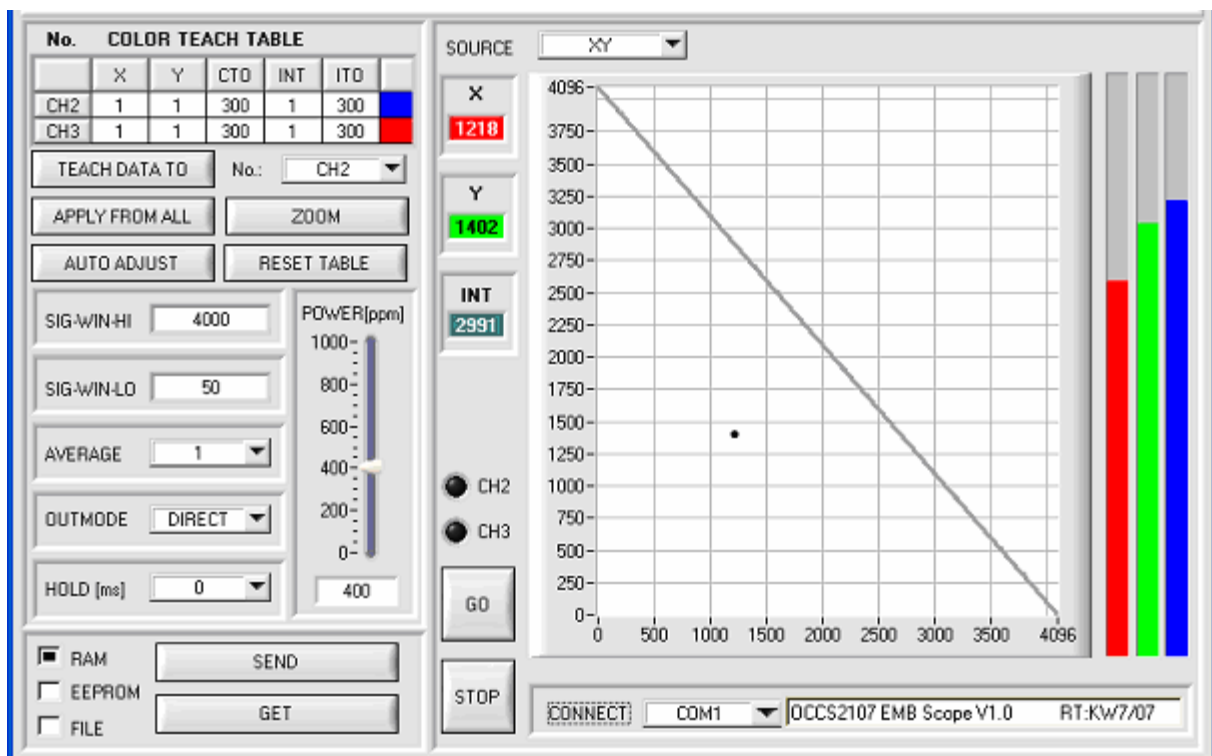 No. COLOR TEACH TABLE
X Y CTO INT ITO
CH2 1 1 300 1 300
CH3 1 1 300 1 300
TEACH DATA TO No.: CH2
APPLY FROM ALL ZOOM
AUTO ADJUST RESET TABLE
SIG-WIN-HI 4000
SIG-WIN-LO 50
AVERAGE 1
OUTMODE DIRECT
HOLD [ms] 0
POWER[ppm]
1000
800
600
400
200
0
400
RAM
EEPROM
FILE
SEND
GET
SOURCE XY
X
1218
Y
1402
INT
2991
CH2
CH3
GO
STOP
4096
3750
3500
3250
3000
2750
2500
2250
2000
1750
1500
1250
1000
750
500
250
0
0 500 1000 1500 2000 2500 3000 3500 4096
CONNECT COM1 OCCS2107 EMB Scope V1.0 RT:KW7/07